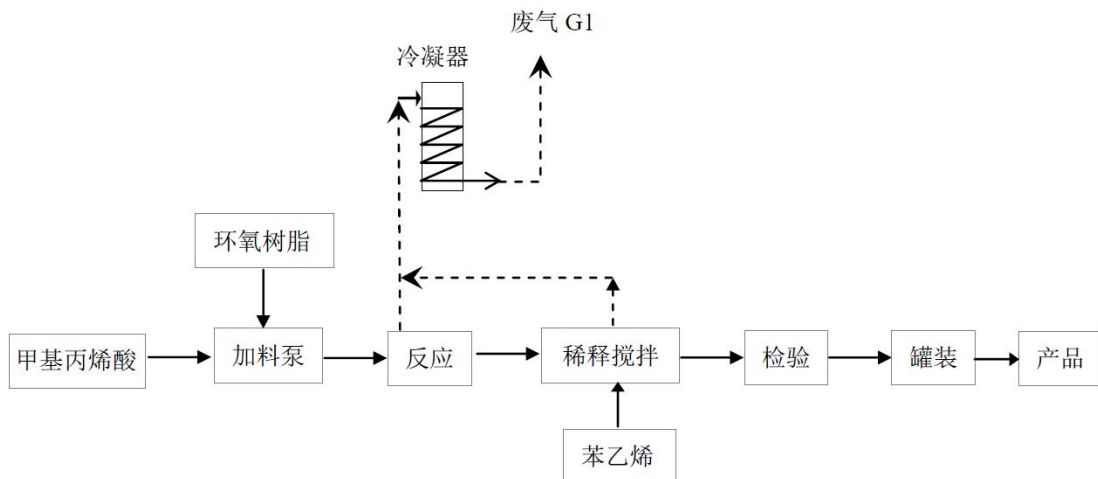 废气 G1
冷凝器
环氧树脂
甲基丙烯酸
加料泵
反应
稀释搅拌
检验
罐装
产品
苯乙烯